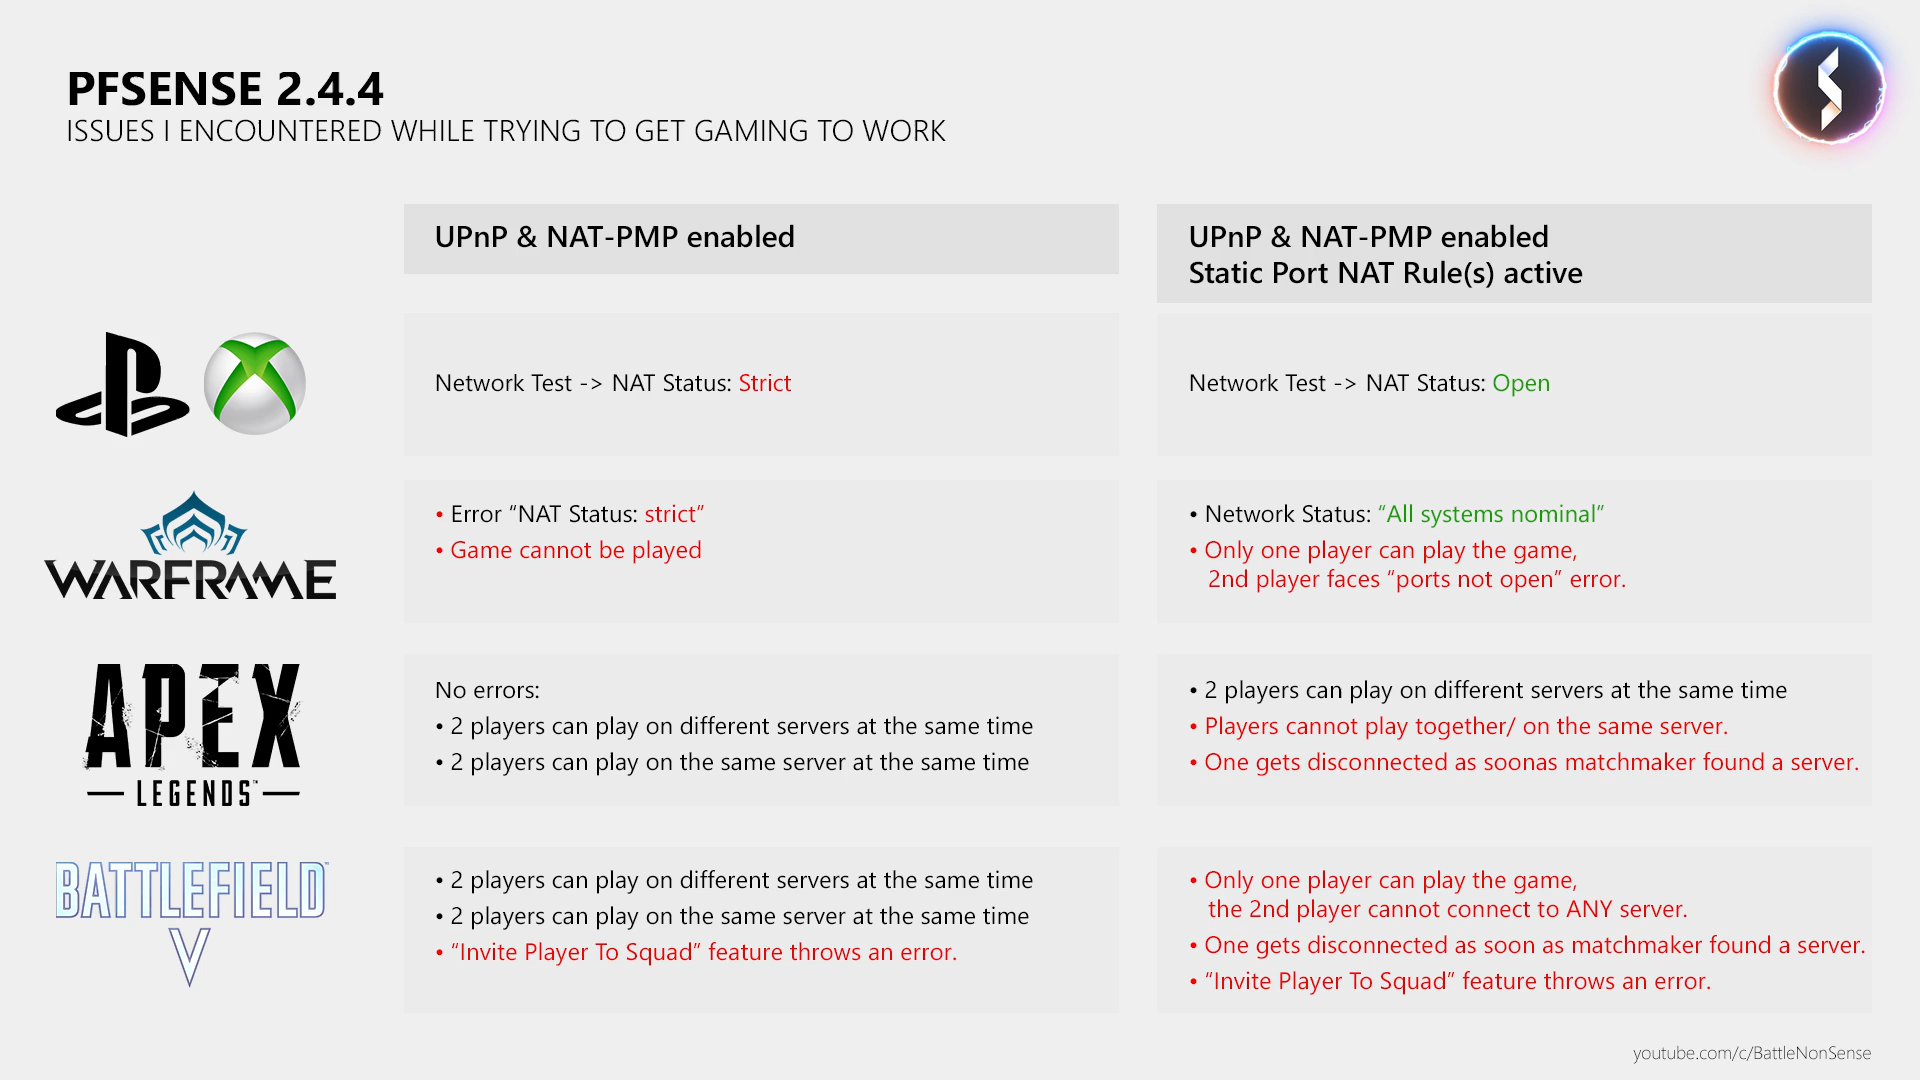 PFSENSE 2.4.4
ISSUES I ENCOUNTERED WHILE TRYING TO GET GAMING TO WORK
UPnP & NAT-PMP enabled
UPnP & NAT-PMP enabled
Static Port NAT Rule(s) active
Network Test -> NAT Status: Strict
Network Test -> NAT Status: Open
WARFRAME
• Error “NAT Status: strict”
• Game cannot be played
• Network Status: “All systems nominal”
• Only one player can play the game,
2nd player faces “ports not open” error.
APEX
LEGENDS™
No errors:
• 2 players can play on different servers at the same time
• 2 players can play on the same server at the same time
• 2 players can play on different servers at the same time
• Players cannot play together/ on the same server.
• One gets disconnected as soonas matchmaker found a server.
BATTLEFIELD™
V
• 2 players can play on different servers at the same time
• 2 players can play on the same server at the same time
• “Invite Player To Squad” feature throws an error.
• Only one player can play the game,
the 2nd player cannot connect to ANY server.
• One gets disconnected as soon as matchmaker found a server.
• “Invite Player To Squad” feature throws an error.
youtube.com/c/BattleNonSense